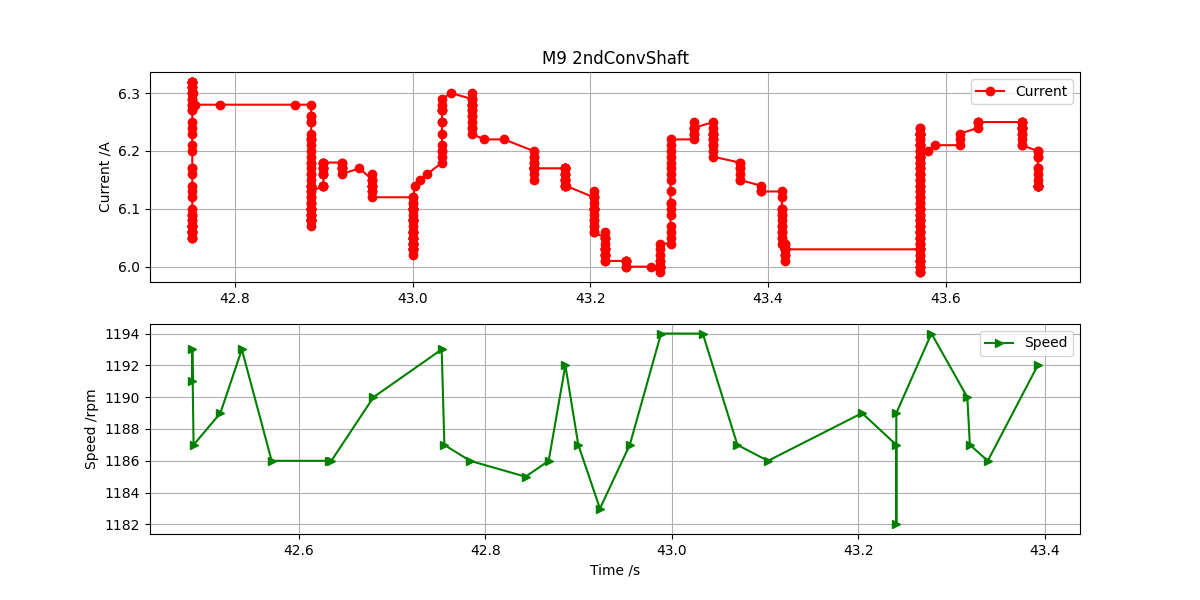 M9 2ndConvShaft
Current /A
6.3
6.2
6.1
6.0
Current
42.8 43.0 43.2 43.4 43.6
Speed /rpm
1194
1192
1190
1188
1186
1184
1182
Speed
42.6 42.8 43.0 43.2 43.4
Time /s